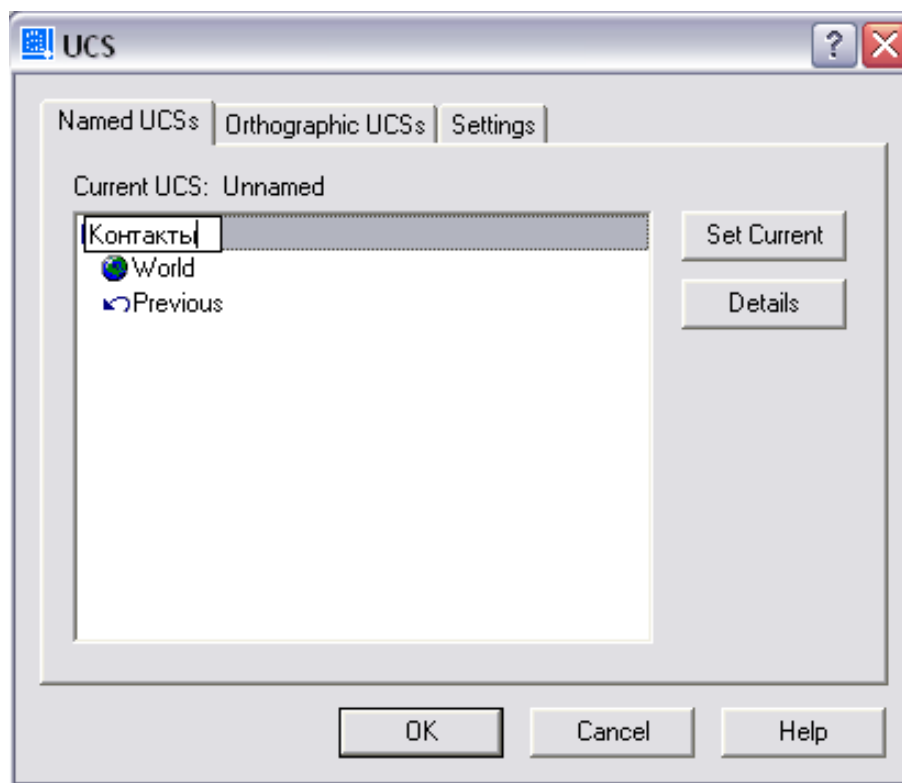 UCS
Named UCSs Orthographic UCSs Settings
Current UCS: Unnamed
Контакты
World
Previous
Set Current
Details
OK Cancel Help